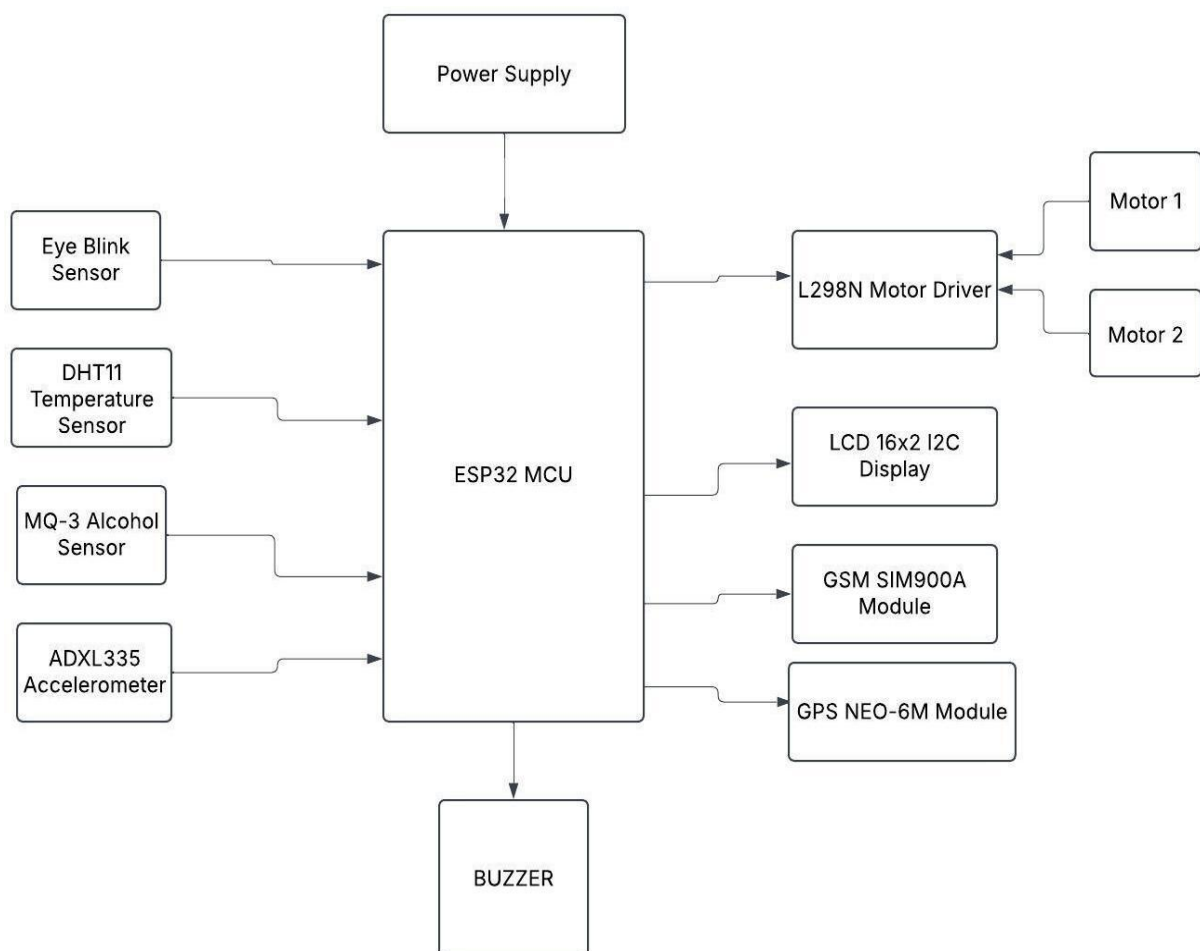 Power Supply
Eye Blink
Sensor
DHT11
Temperature
Sensor
MQ-3 Alcohol
Sensor
ADXL335
Accelerometer
ESP32 MCU
L298N Motor Driver
Motor 1
Motor 2
LCD 16x2 I2C
Display
GSM SIM900A
Module
GPS NEO-6M Module
BUZZER